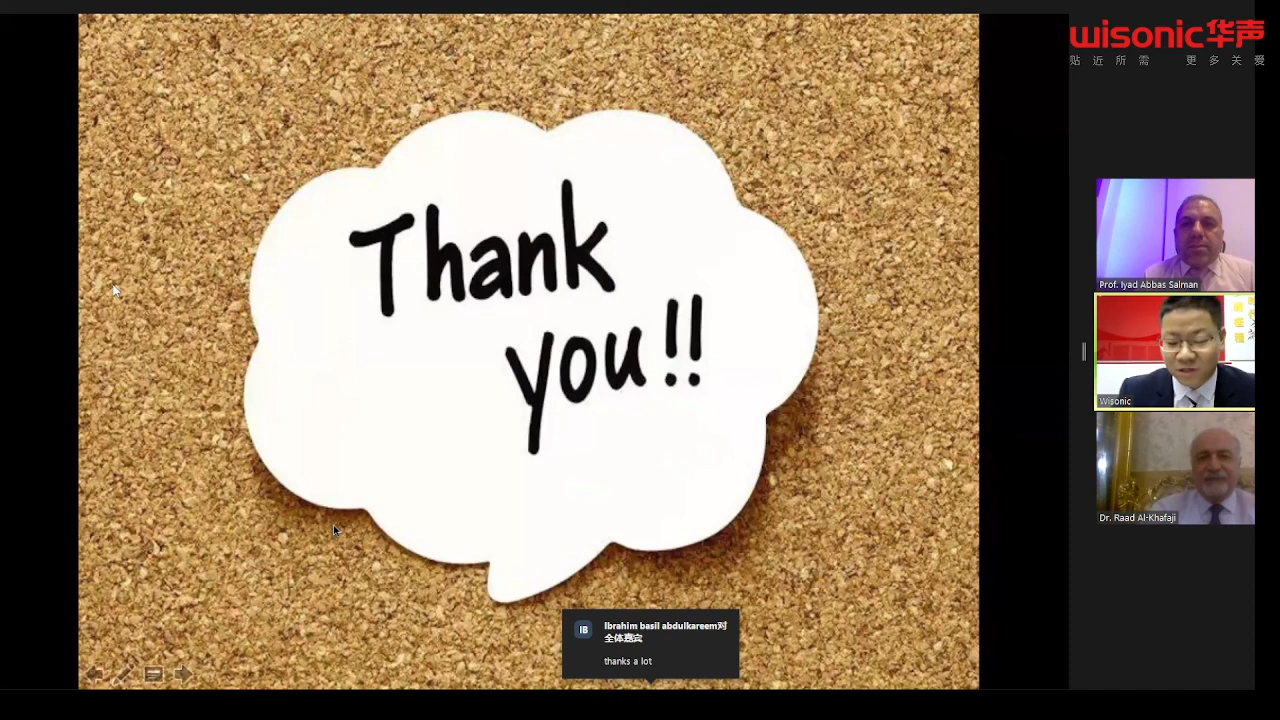 wisonic华声
贴近所需 更多关爱
Thank
you!!
Prof. Iyad Abbas Salman
Wisonic
Dr. Raad Al-Khafaji
IB
Ibrahim basil abdulkareem对
全体嘉宾
thanks a lot